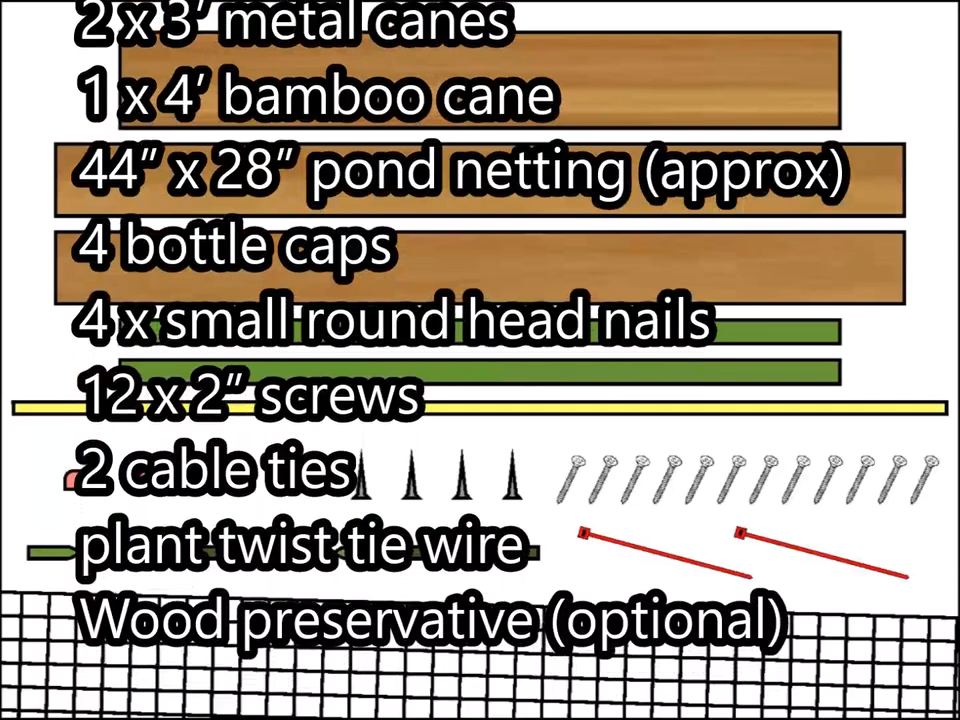 2 x 3’ metal canes
1 x 4’ bamboo cane
44” x 28” pond netting (approx)
4 bottle caps
4 x small round head nails
12 x 2” screws
2 cable ties
plant twist tie wire
Wood preservative (optional)